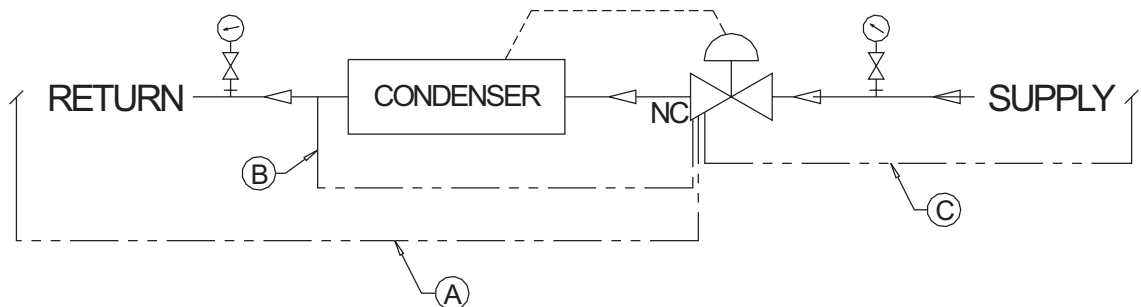 RETURN
CONDENSER
NC
SUPPLY
B
C
A